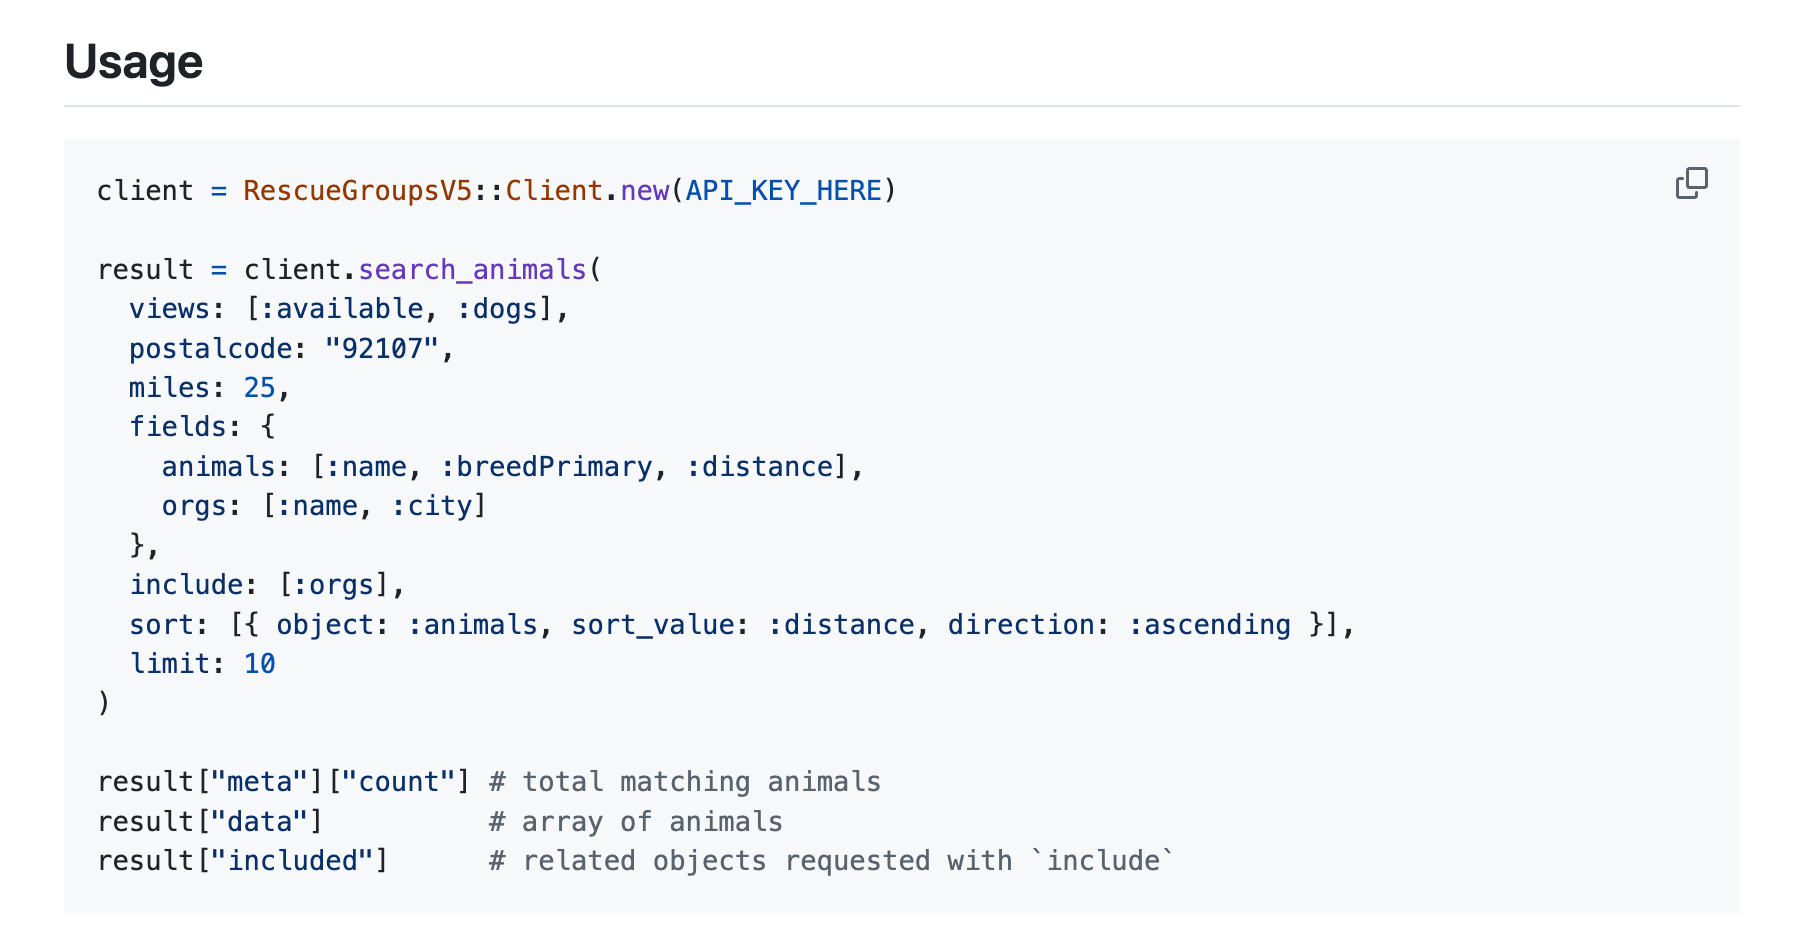 Usage
client = RescueGroupsV5::Client.new(API_KEY_HERE)
result = client.search_animals(
  views: [:available, :dogs],
  postalcode: "92107",
  miles: 25,
  fields: {
    animals: [:name, :breedPrimary, :distance],
    orgs: [:name, :city]
  },
  include: [:orgs],
  sort: [{ object: :animals, sort_value: :distance, direction: :ascending }],
  limit: 10
)
result["meta"]["count"] # total matching animals
result["data"]          # array of animals
result["included"]      # related objects requested with `include`